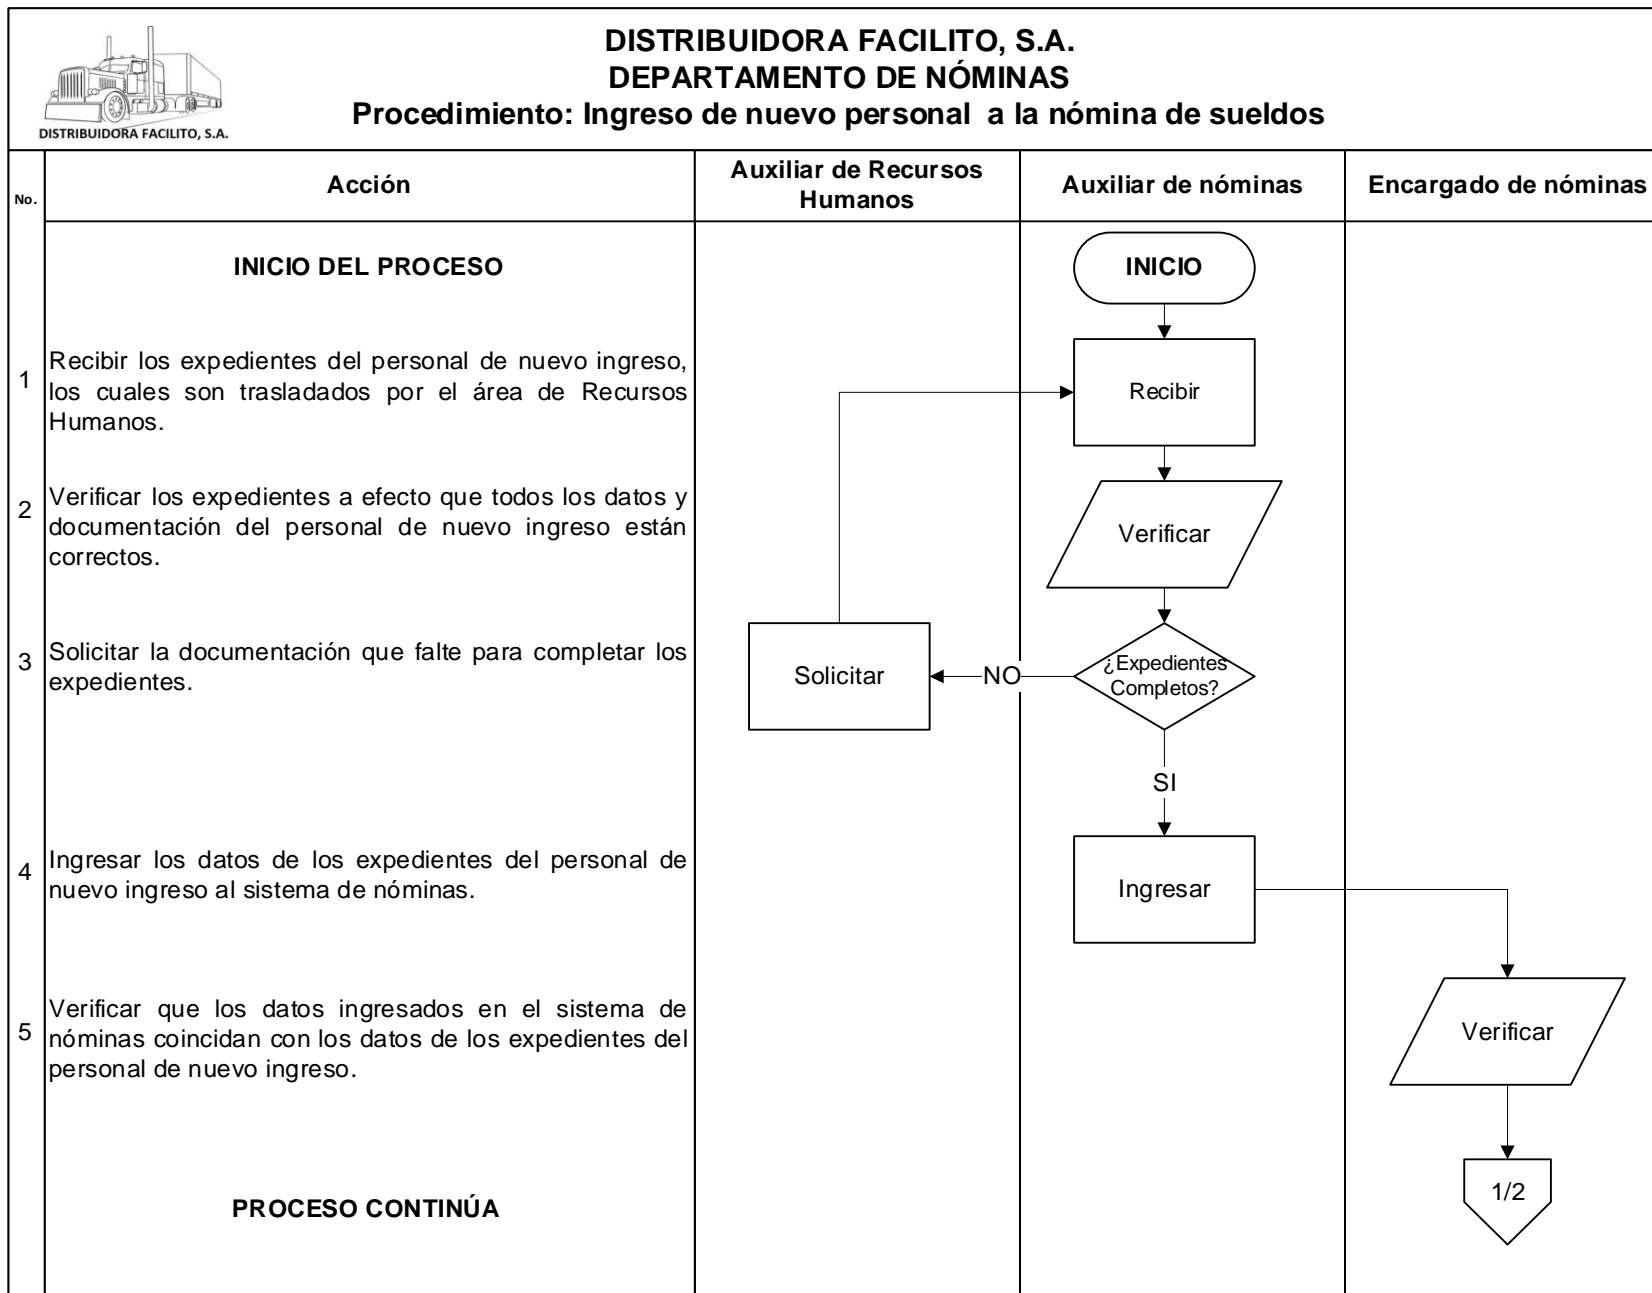 DISTRIBUIDORA FACILITO, S.A.
DEPARTAMENTO DE NÓMINAS
Procedimiento: Ingreso de nuevo personal a la nómina de sueldos
DISTRIBUIDORA FACILITO, S.A.
No.
Acción
Auxiliar de Recursos
Humanos
Auxiliar de nóminas
Encargado de nóminas
INICIO DEL PROCESO
INICIO
1
Recibir los expedientes del personal de nuevo ingreso,
los cuales son trasladados por el área de Recursos
Humanos.
Recibir
2
Verificar los expedientes a efecto que todos los datos y
documentación del personal de nuevo ingreso están
correctos.
Verificar
3
Solicitar la documentación que falte para completar los
expedientes.
Solicitar
NO
¿Expedientes
Completos?
SI
4
Ingresar los datos de los expedientes del personal de
nuevo ingreso al sistema de nóminas.
Ingresar
5
Verificar que los datos ingresados en el sistema de
nóminas coincidan con los datos de los expedientes del
personal de nuevo ingreso.
Verificar
PROCESO CONTINÚA
1/2